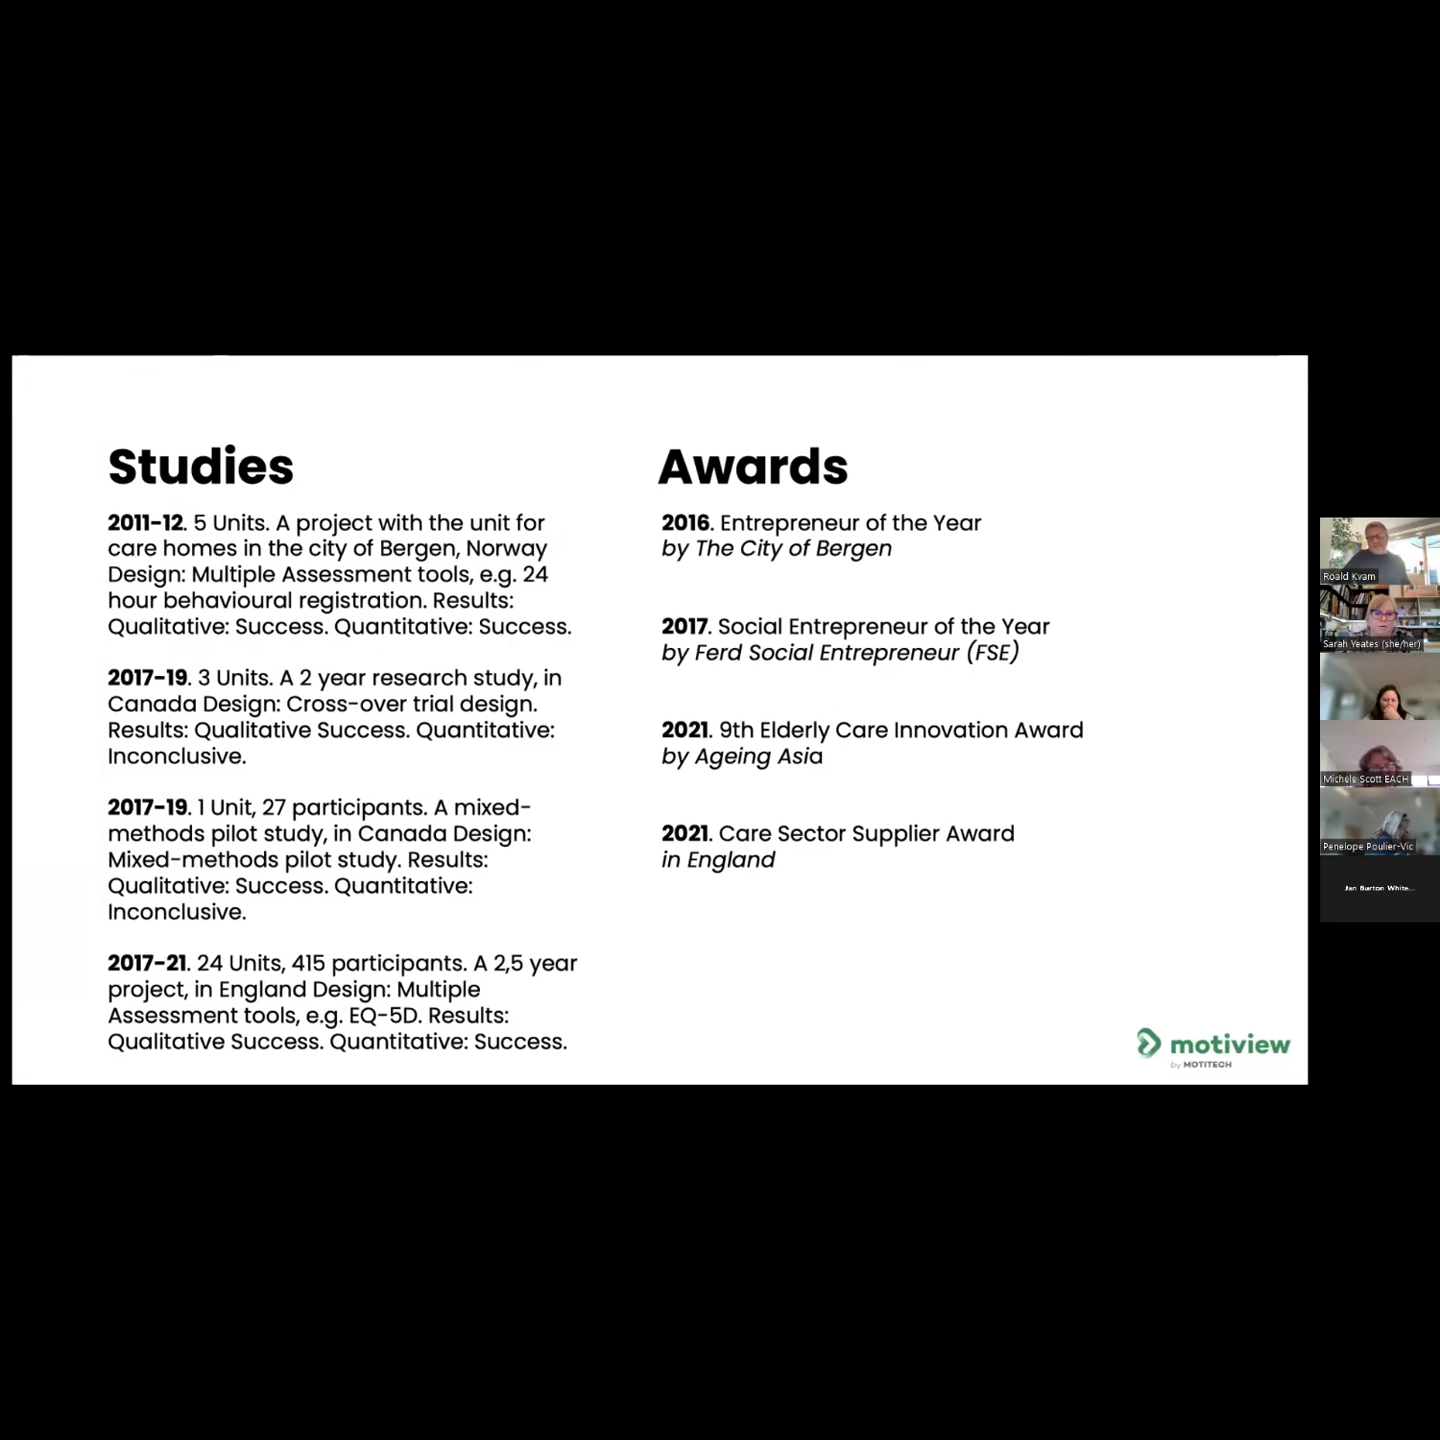 Studies
2011-12. 5 Units. A project with the unit for
care homes in the city of Bergen, Norway
Design: Multiple Assessment tools, e.g. 24
hour behavioural registration. Results:
Qualitative: Success. Quantitative: Success.
2017-19. 3 Units. A 2 year research study, in
Canada Design: Cross-over trial design.
Results: Qualitative Success. Quantitative:
Inconclusive.
2017-19. 1 Unit, 27 participants. A mixed-
methods pilot study, in Canada Design:
Mixed-methods pilot study. Results:
Qualitative: Success. Quantitative:
Inconclusive.
2017-21. 24 Units, 415 participants. A 2,5 year
project, in England Design: Multiple
Assessment tools, e.g. EQ-5D. Results:
Qualitative Success. Quantitative: Success.
Awards
2016. Entrepreneur of the Year
by The City of Bergen
2017. Social Entrepreneur of the Year
by Ferd Social Entrepreneur (FSE)
2021. 9th Elderly Care Innovation Award
by Ageing Asia
2021. Care Sector Supplier Award
in England
motiview
by MOTITECH
Roald Kvam
Sarah Yeates (she/her)
Michele Scott EACH
Penelope Poulier-Vic
Jan Burton White...